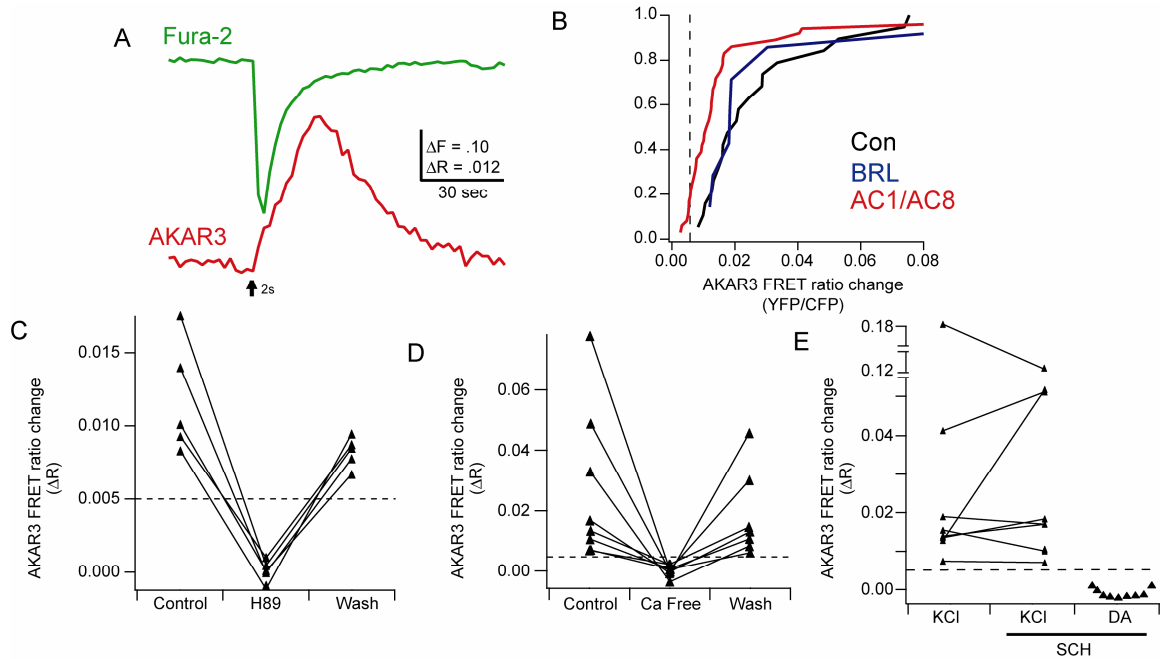 A
Fura-2
ΔF = .10
ΔR = .012
30 sec
AKAR3
2s
B
1.0
0.8
0.6
0.4
0.2
0.0
Con
BRL
AC1/AC8
0.00 0.02 0.04 0.06 0.08
AKAR3 FRET ratio change
(YFP/CFP)
C
AKAR3 FRET ratio change
(ΔR)
0.015
0.010
0.005
0.000
Control H89 Wash
D
AKAR3 FRET ratio change
(ΔR)
0.06
0.04
0.02
0.00
Control Ca Free Wash
E
AKAR3 FRET ratio change
(ΔR)
0.18
0.12
0.04
0.02
0.00
KCl KCl DA
SCH